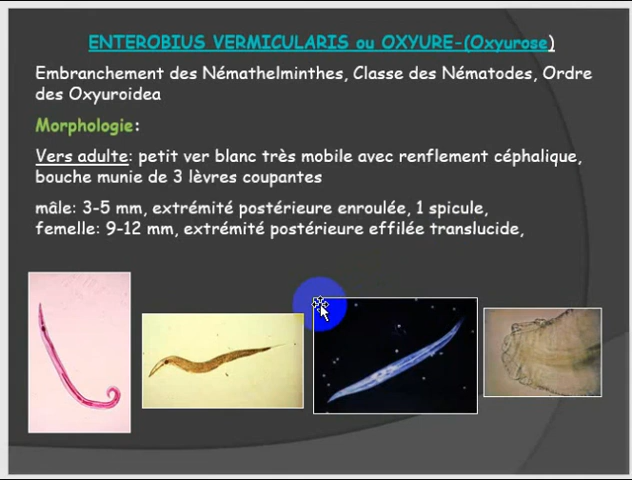 ENTEROBIUS VERMICULARIS ou OXYURE-(Oxyurose)
Embranchement des Némathelminthes, Classe des Nématodes, Ordre
des Oxyuroidea
Morphologie:
Vers adulte: petit ver blanc très mobile avec renflement céphalique,
bouche munie de 3 lèvres coupantes
mâle: 3-5 mm, extrémité postérieure enroulée, 1 spicule,
femelle: 9-12 mm, extrémité postérieure effilée translucide,